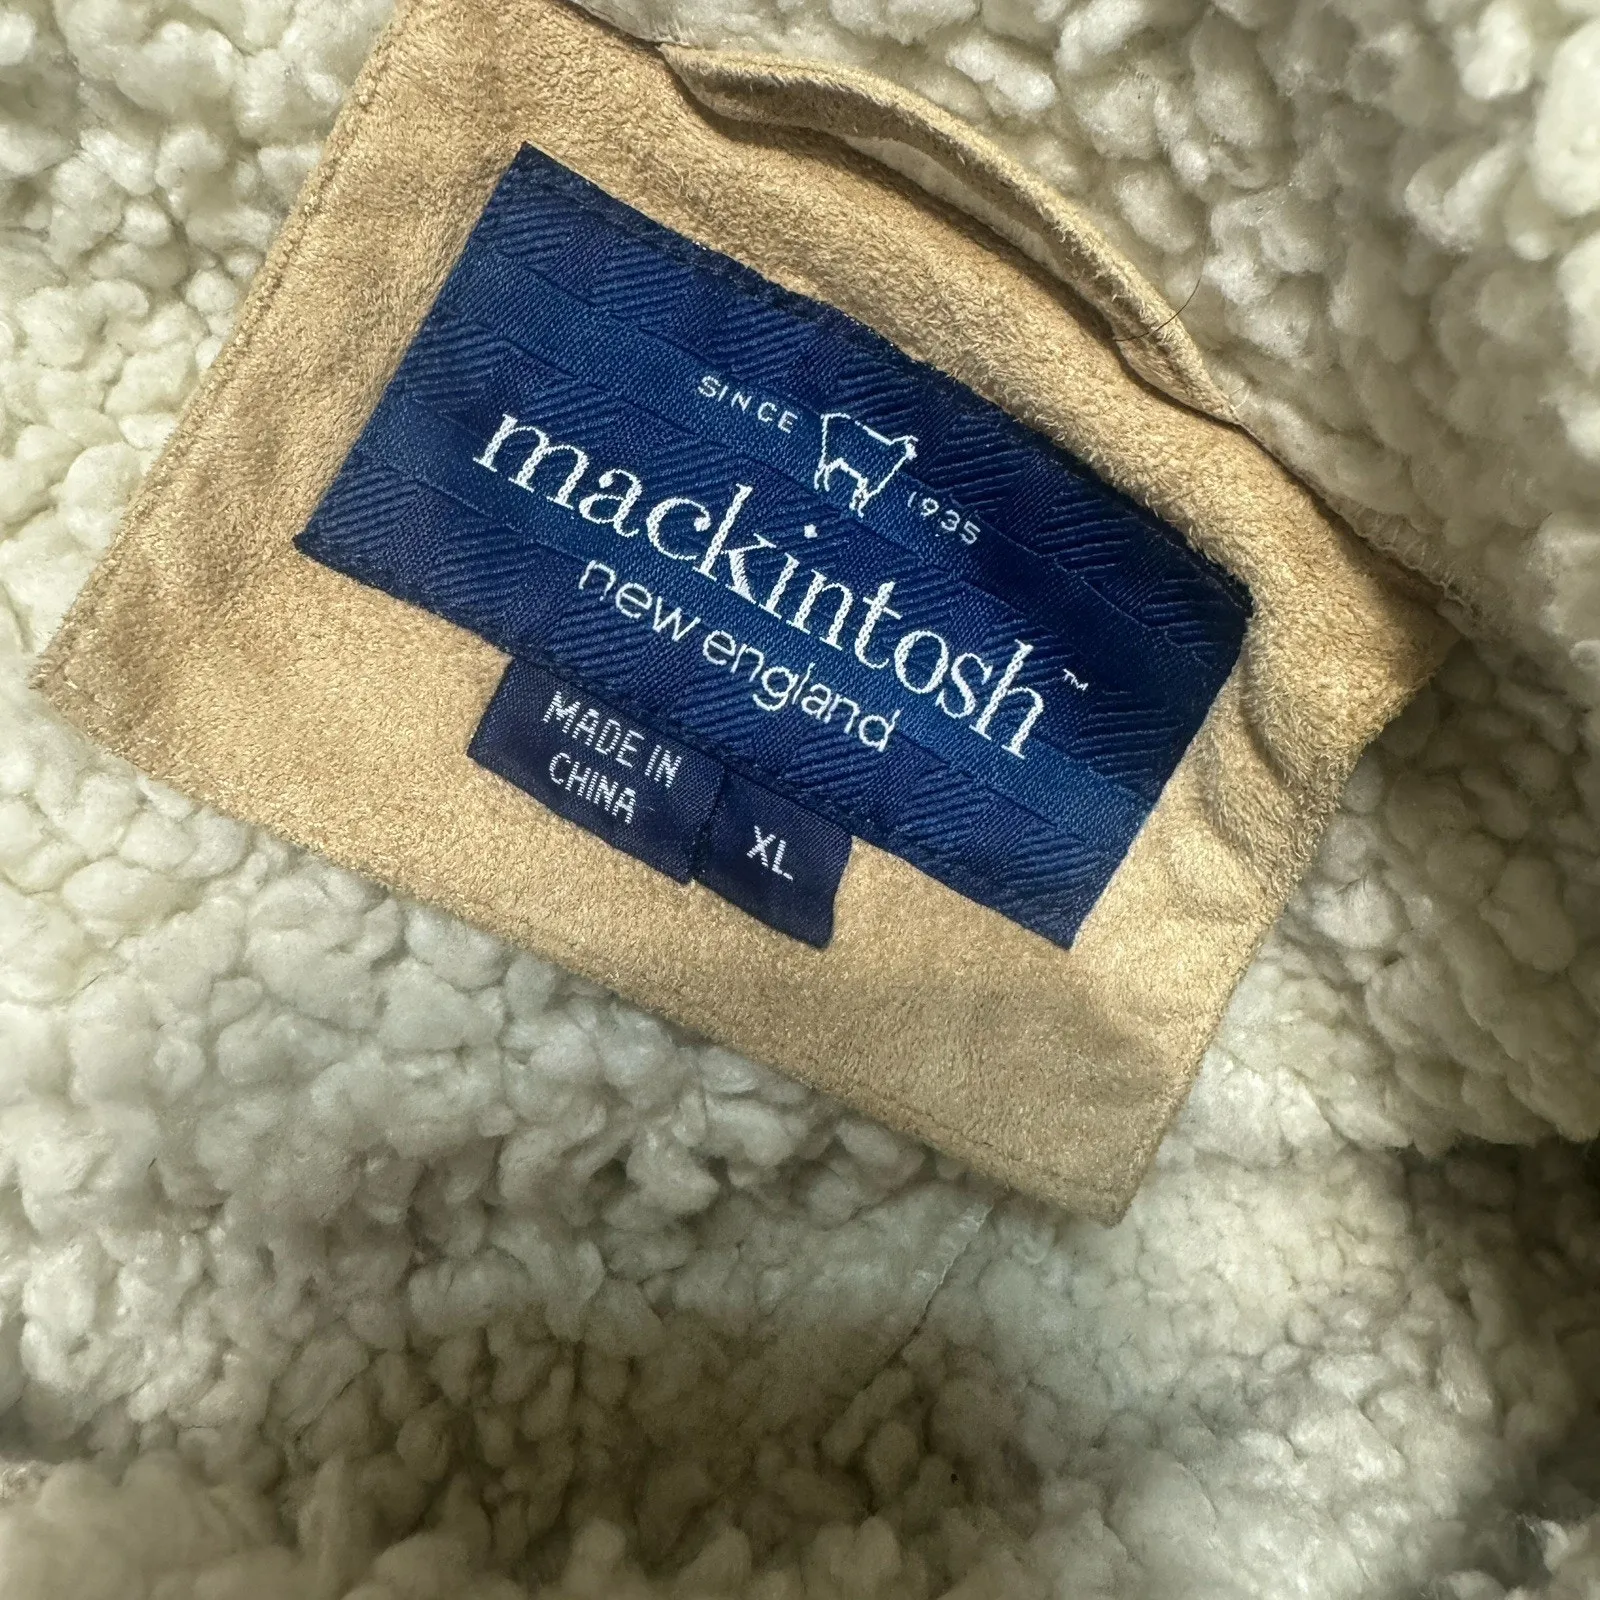 SINCE 1935
mackintosh™
new england
MADE IN
CHINA
XL